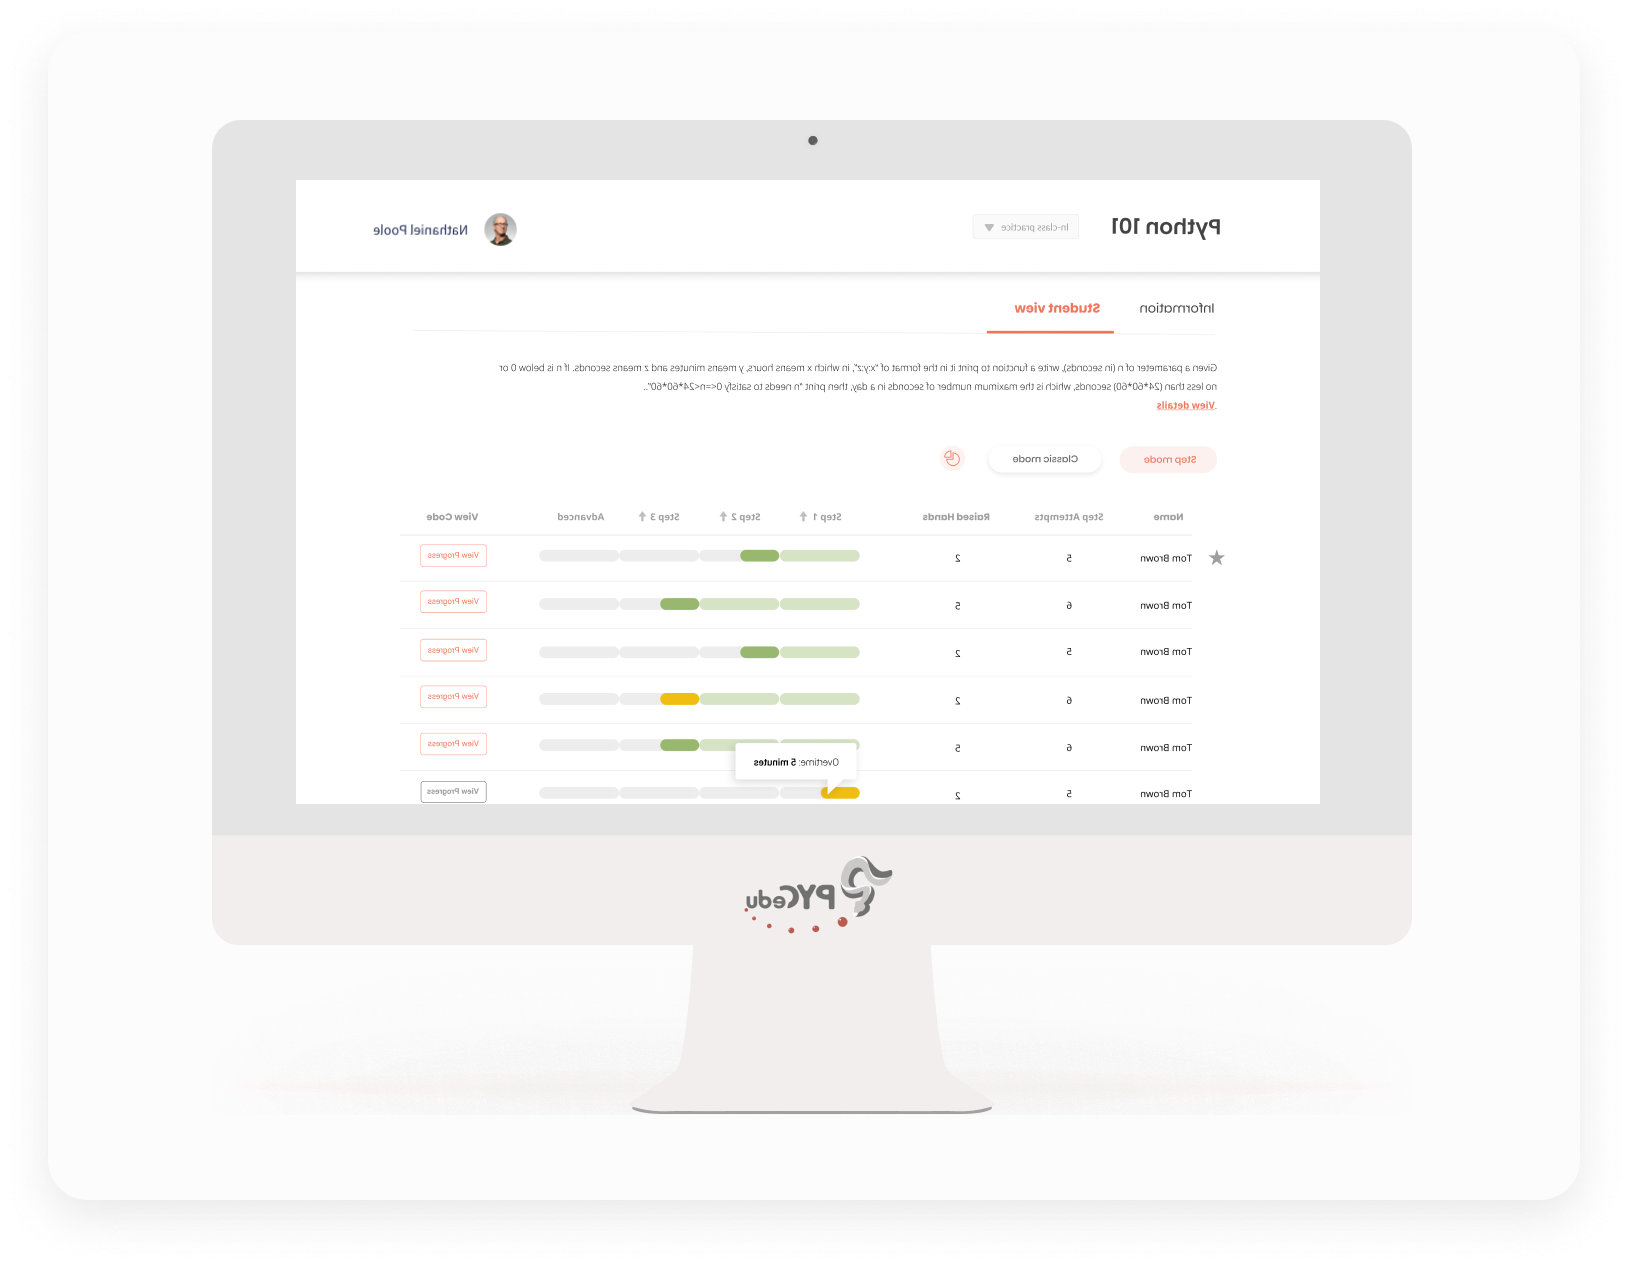 Python 101
In-class practice
Nathaniel Poole
Information
Student view
Given a parameter of n (in seconds), write a function to print it in the format of "x:y:z", in which x means hours, y means minutes and z means seconds. If n is below 0 or
no less than (24*60*60) seconds, which is the maximum number of seconds in a day, then print "n needs to satisfy 0<=n<24*60*60"...
.View details
Step mode
Classic mode
Name Step Attempts Raised Hands Step 1 Step 2 Step 3 Advanced View Code
Tom Brown 5 2 View Progress
Tom Brown 6 5 View Progress
Tom Brown 5 2 View Progress
Tom Brown 6 2 View Progress
Tom Brown 6 5 View Progress
Overtime: 5 minutes
Tom Brown 5 2 View Progress
PYCedu